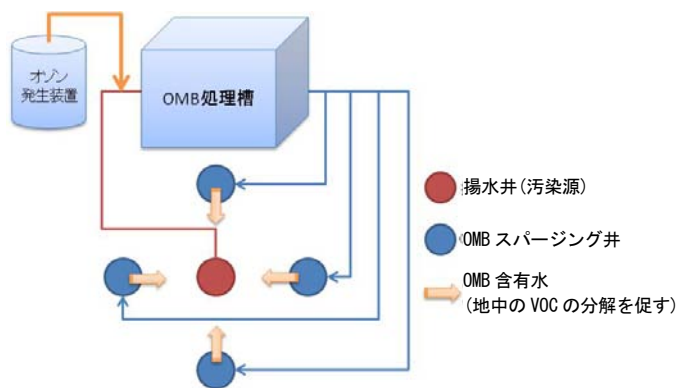 オゾン
発生装置
OMB処理槽
揚水井(汚染源)
OMB スパージング井
OMB 含有水
(地中の VOC の分解を促す)